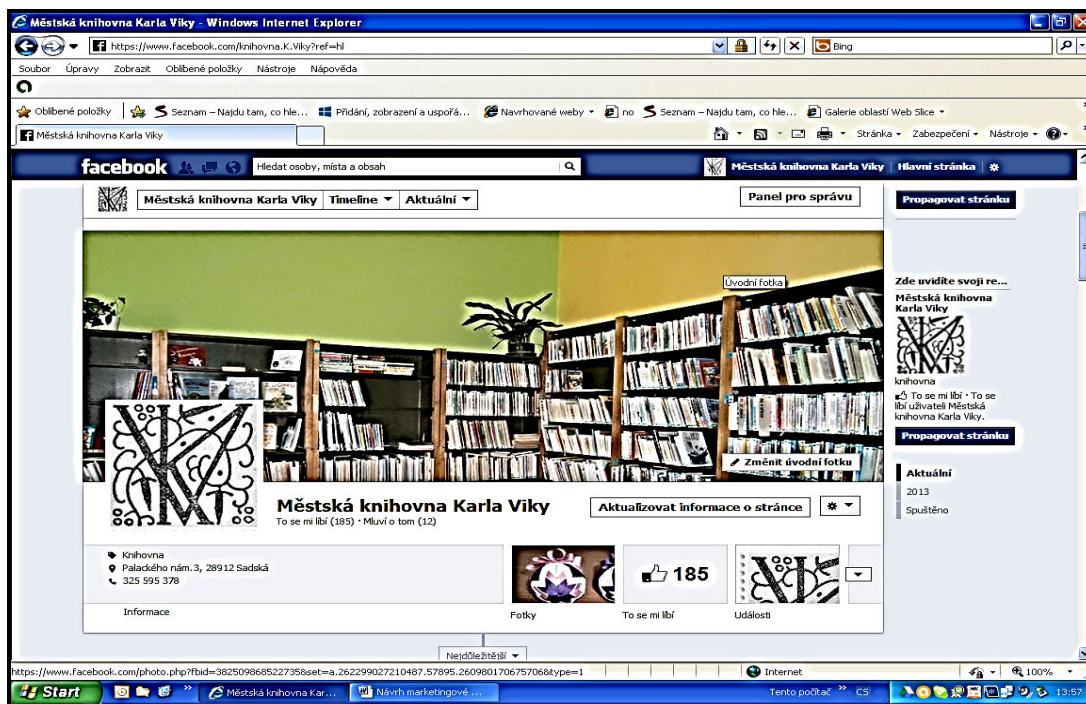 Městská knihovna Karla Viky - Windows Internet Explorer
https://www.facebook.com/knihovna.K.Viky?ref=hl
Bing
Soubor Úpravy Zobrazit Oblíbené položky Nástroje Nápověda
Oblíbené položky Seznam – Najdu tam, co hle... Přidání, zobrazení a uspořá... Navrhované weby no Seznam – Najdu tam, co hle... Galerie oblastí Web Slice
Městská knihovna Karla Viky
Stránka Zabezpečení Nástroje
facebook
Hledat osoby, místa a obsah
Městská knihovna Karla Viky Hlavní stránka
Městská knihovna Karla Viky Timeline Aktuální
Panel pro správu
Propagovat stránku
Úvodní fotka
Zde uvidíte svoji re...
Městská knihovna
Karla Viky
knihovna
To se mi líbí · To se
líbí uživateli Městská
knihovna Karla Viky.
Propagovat stránku
Změnit úvodní fotku
Aktuální
2013
Spuštěno
Městská knihovna Karla Viky
To se mi líbí (185) · Mluví o tom (12)
Aktualizovat informace o stránce
Knihovna
Palackého nám.3, 28912 Sadská
325 595 378
185
Informace
Fotky
To se mi líbí
Události
Nejdůležitější
https://www.facebook.com/photo.php?fbid=382509868522735&set=a.262299027210487.57895.260980170675706&type=1
Internet
100%
Start
Městská knihovna Kar...
Návrh marketingové ...
Tento počítač
CS
13:57